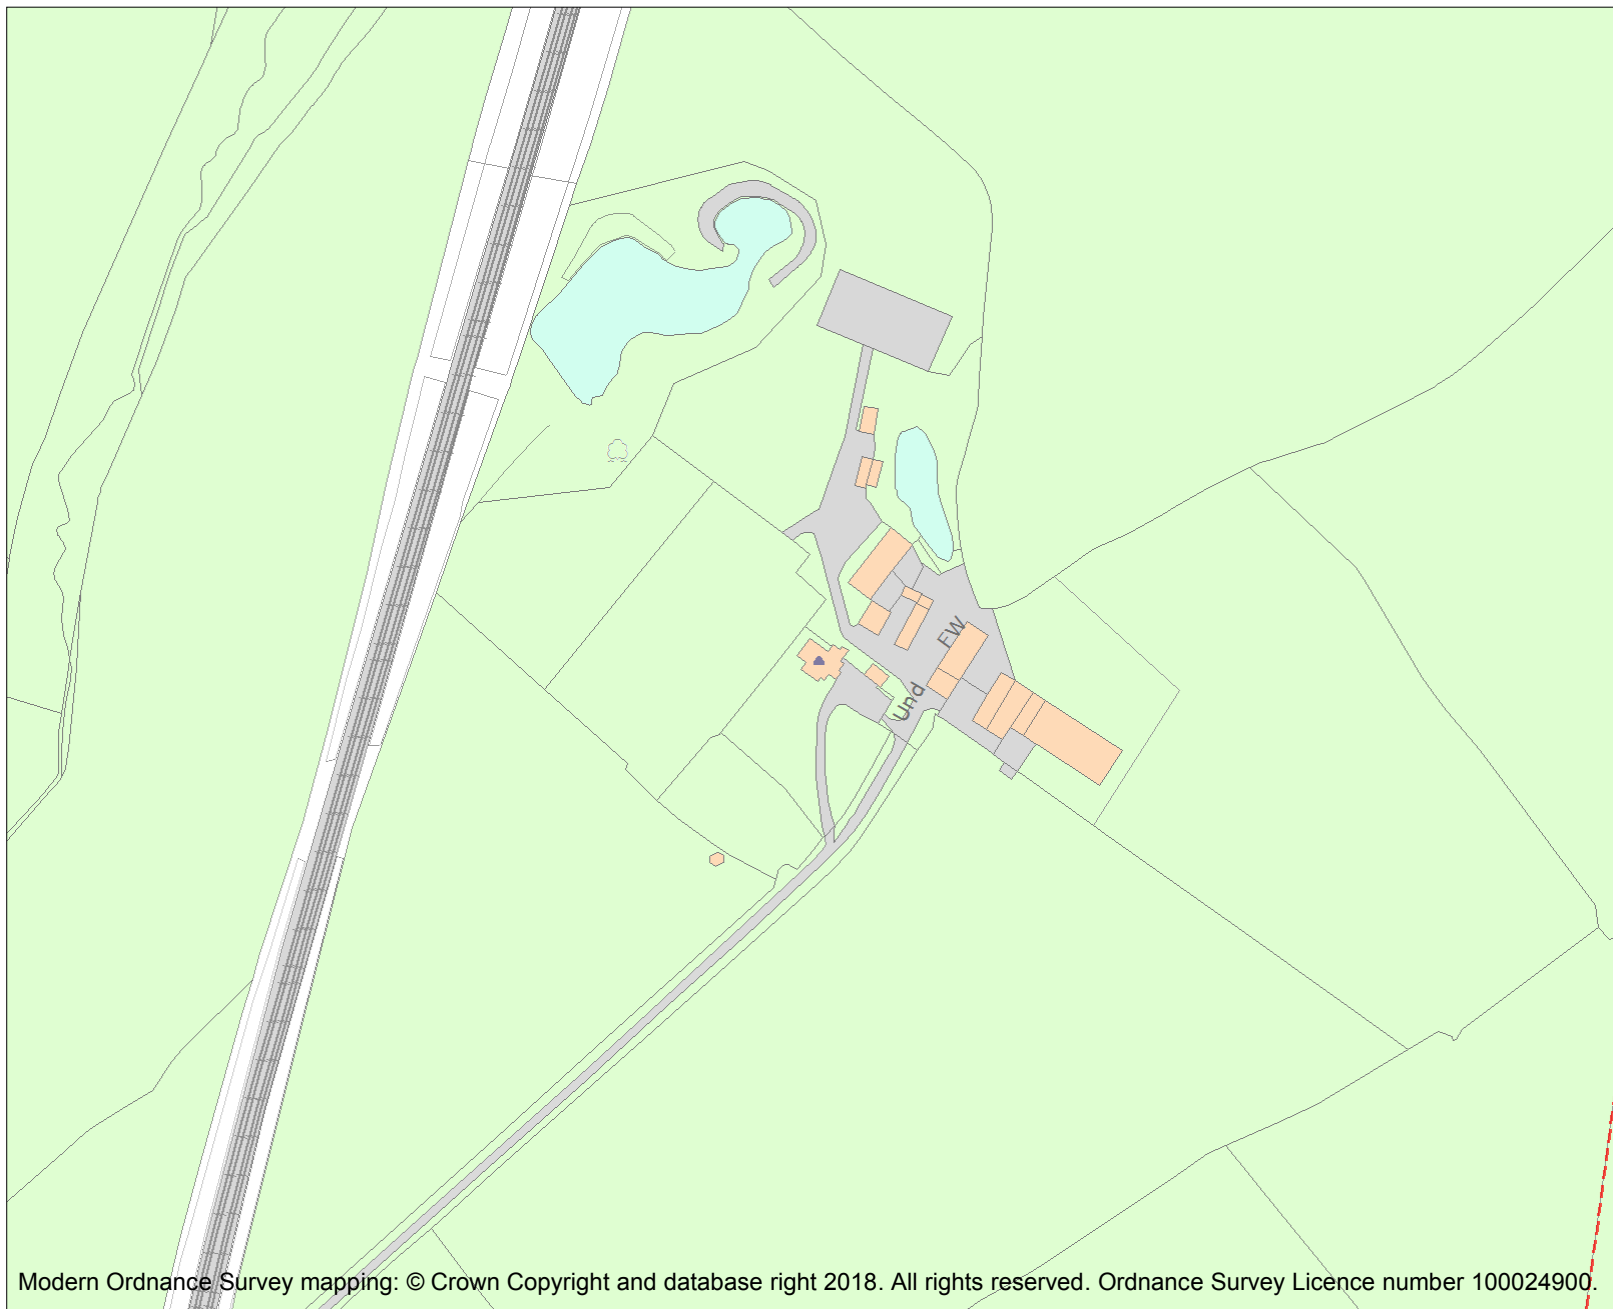 FW
Und
Modern Ordnance Survey mapping: © Crown Copyright and database right 2018. All rights reserved. Ordnance Survey Licence number 100024900.